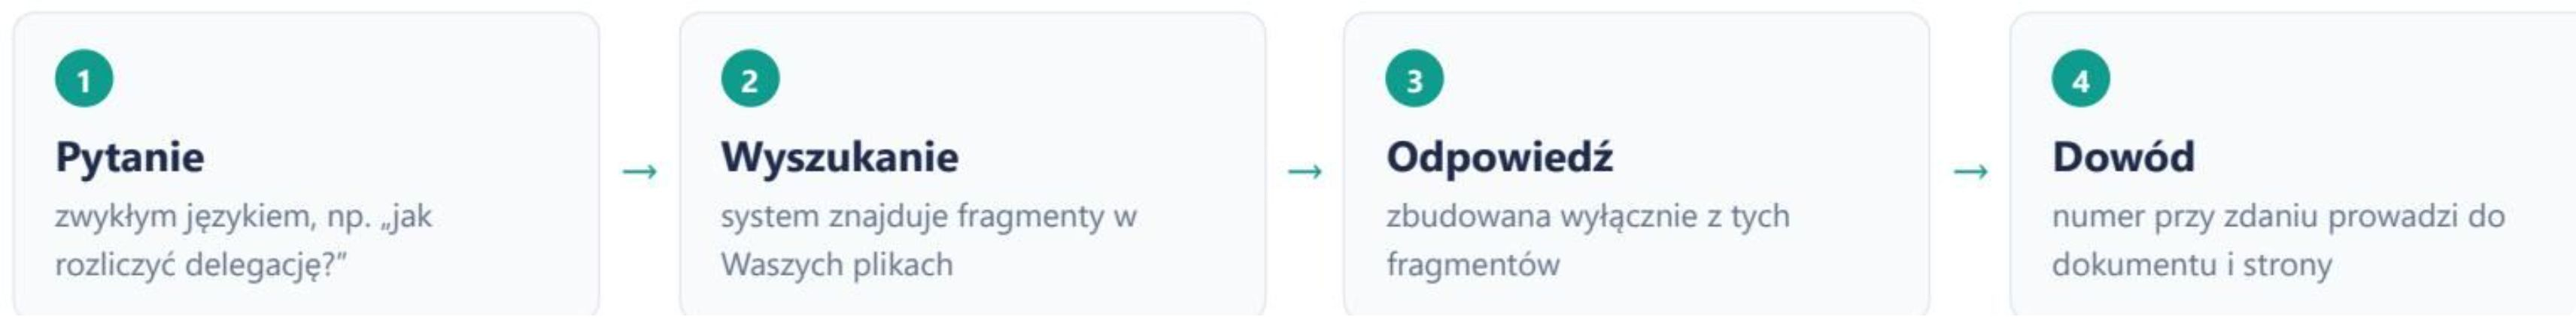 1
Pytanie
zwykłym językiem, np. „jak
rozliczyć delegację?”
→
2
Wyszukanie
system znajduje fragmenty w
Waszych plikach
→
3
Odpowiedź
zbudowana wyłącznie z tych
fragmentów
→
4
Dowód
numer przy zdaniu prowadzi do
dokumentu i strony